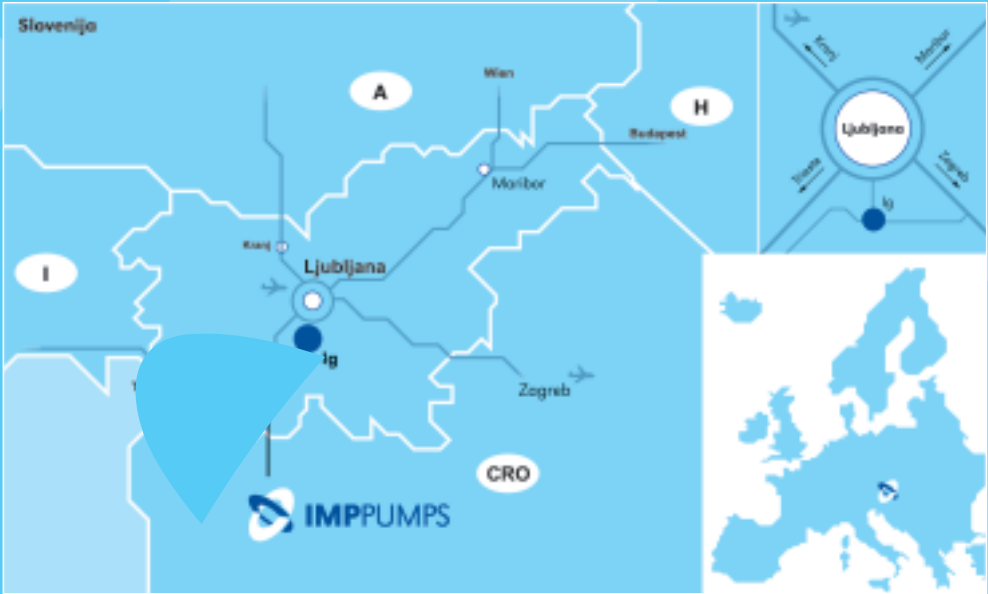 Slovenija
A
Wien
H
Budapest
Maribor
Kranj
I
Ljubljana
Ig
Zagreb
CRO
IMPPUMPS
Kranj
Maribor
Ljubljana
Trieste
Zagreb
Ig